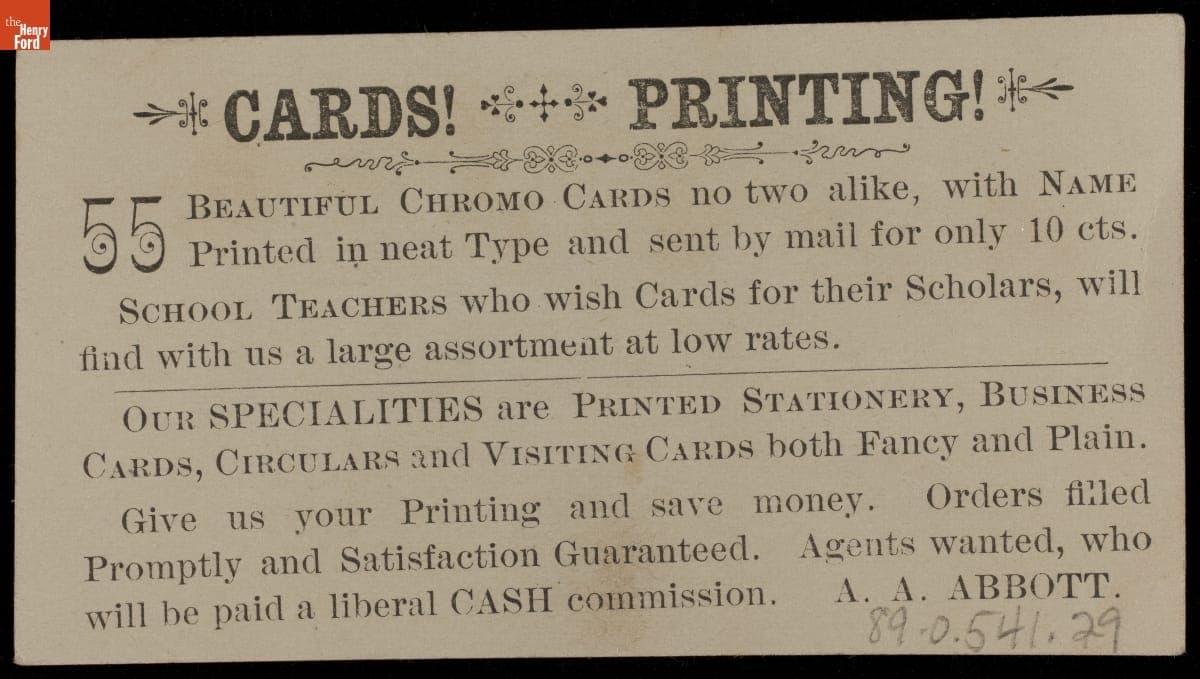 the
Henry
Ford
CARDS! PRINTING!
55 BEAUTIFUL CHROMO CARDS no two alike, with NAME
Printed in neat Type and sent by mail for only 10 cts.
SCHOOL TEACHERS who wish Cards for their Scholars, will
find with us a large assortment at low rates.
OUR SPECIALITIES are PRINTED STATIONERY, BUSINESS
CARDS, CIRCULARS and VISITING CARDS both Fancy and Plain.
Give us your Printing and save money. Orders filled
Promptly and Satisfaction Guaranteed. Agents wanted, who
will be paid a liberal CASH commission. A. A. ABBOTT.
89.0.541.29